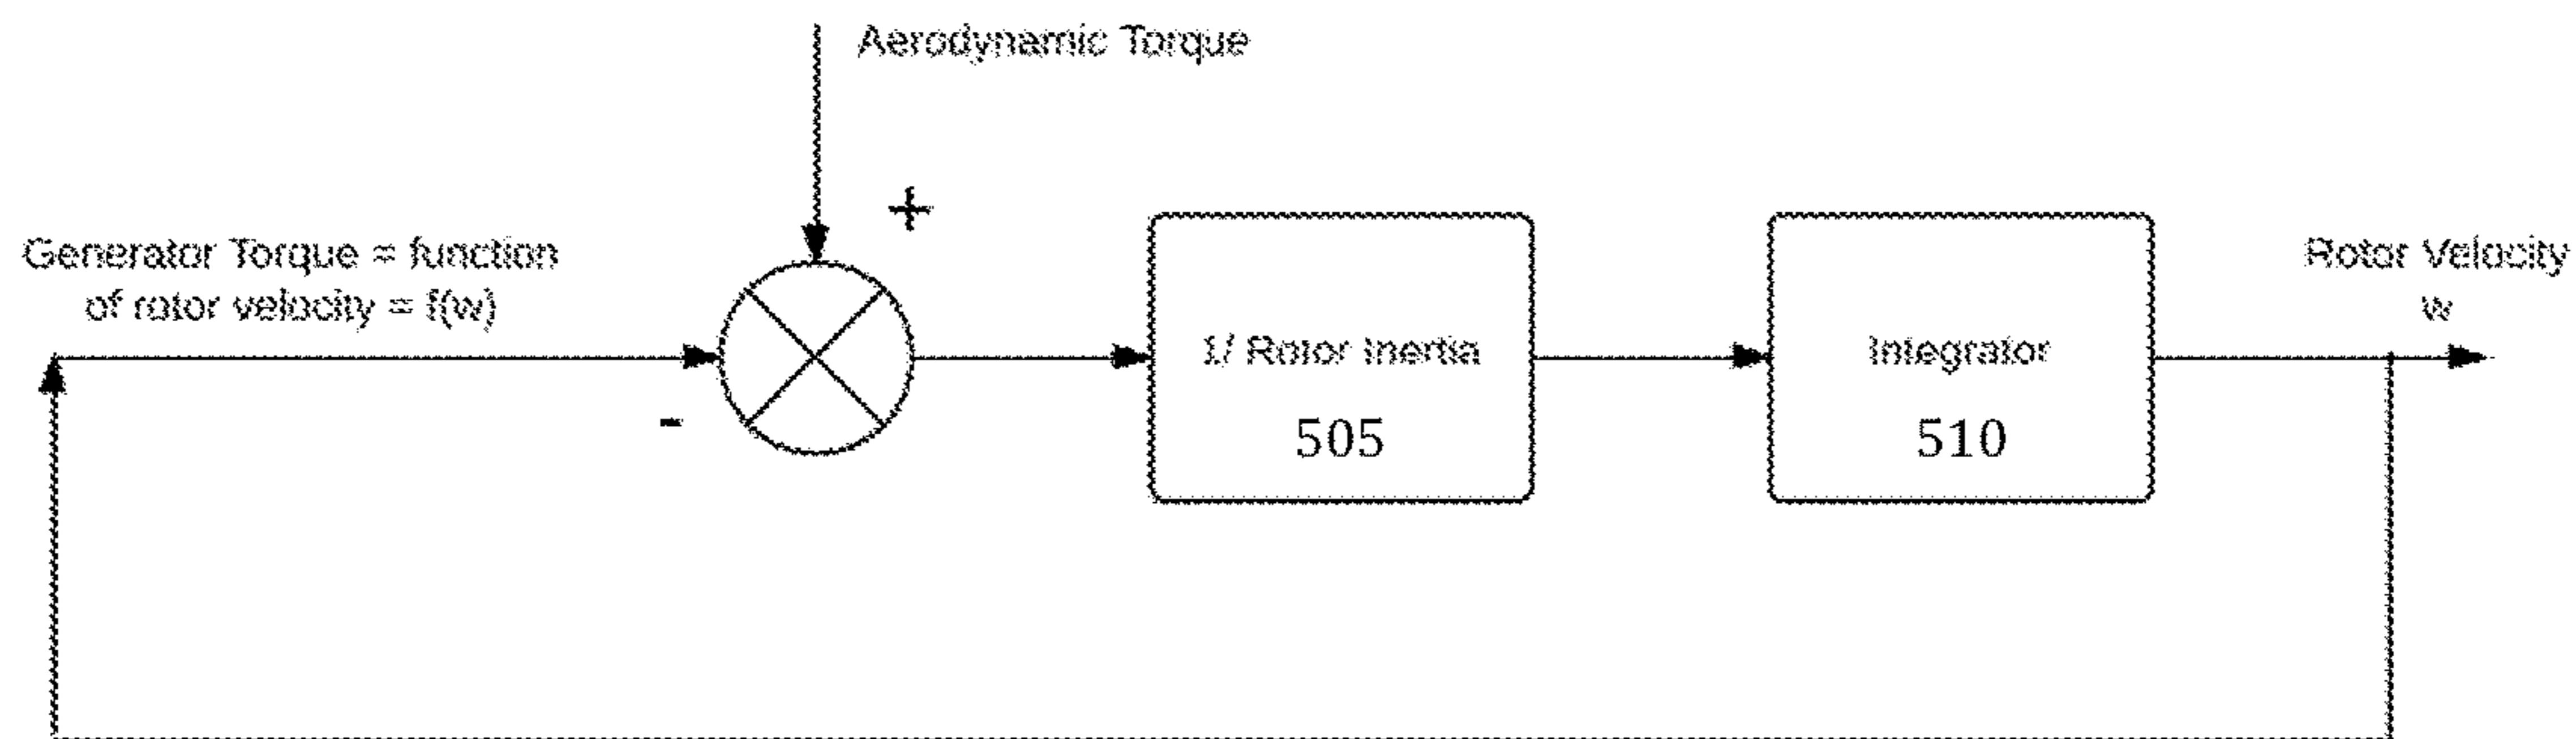 Aerodynamic Torque
+
Generator Torque = function
of rotor velocity = f(w)
-
1/ Rotor Inertia
505
Integrator
510
Rotor Velocity
w